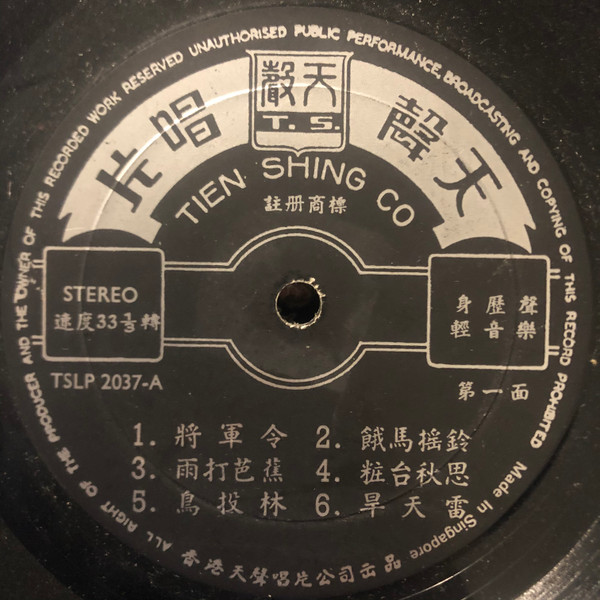 ALL RIGHT OF THE PRODUCER AND THE OWNER OF THIS RECORDED WORK RESERVED UNAUTHORISED PUBLIC PERFORMANCE, BROADCASTNG AND COPYING OF THIS RECORD PROHIBITED
天聲
T. S.
天聲唱片
TIEN SHING CO
註册商標
STEREO
速度33⅓轉
身歷聲
輕音樂
TSLP 2037-A
第一面
1. 將軍令 2. 餓馬搖鈴
3. 雨打芭蕉 4. 粧台秋思
5. 鳥投林 6. 旱天雷
Made In Singapore
香港天聲唱片公司出品